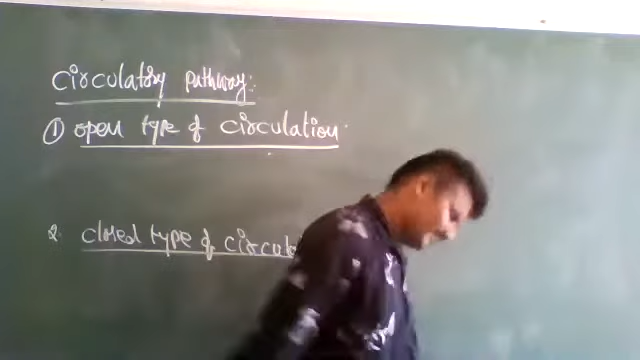 Circulatory pathway:
① open type of circulation
2. closed type of circul